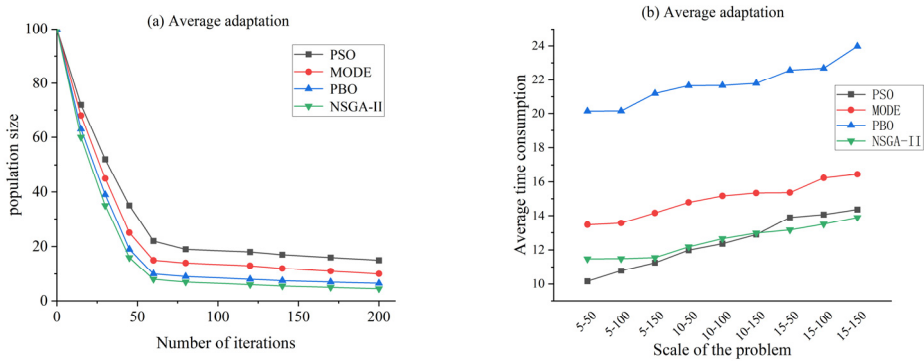 (a) Average adaptation
100
80
60
40
20
0
0
50
100
150
200
population size
Number of iterations
PSO
MODE
PBO
NSGA-II
(b) Average adaptation
24
22
20
18
16
14
12
10
Average time consumption
5-50
5-100
5-150
10-50
10-100
10-150
15-50
15-100
15-150
Scale of the problem
PSO
MODE
PBO
NSGA-II